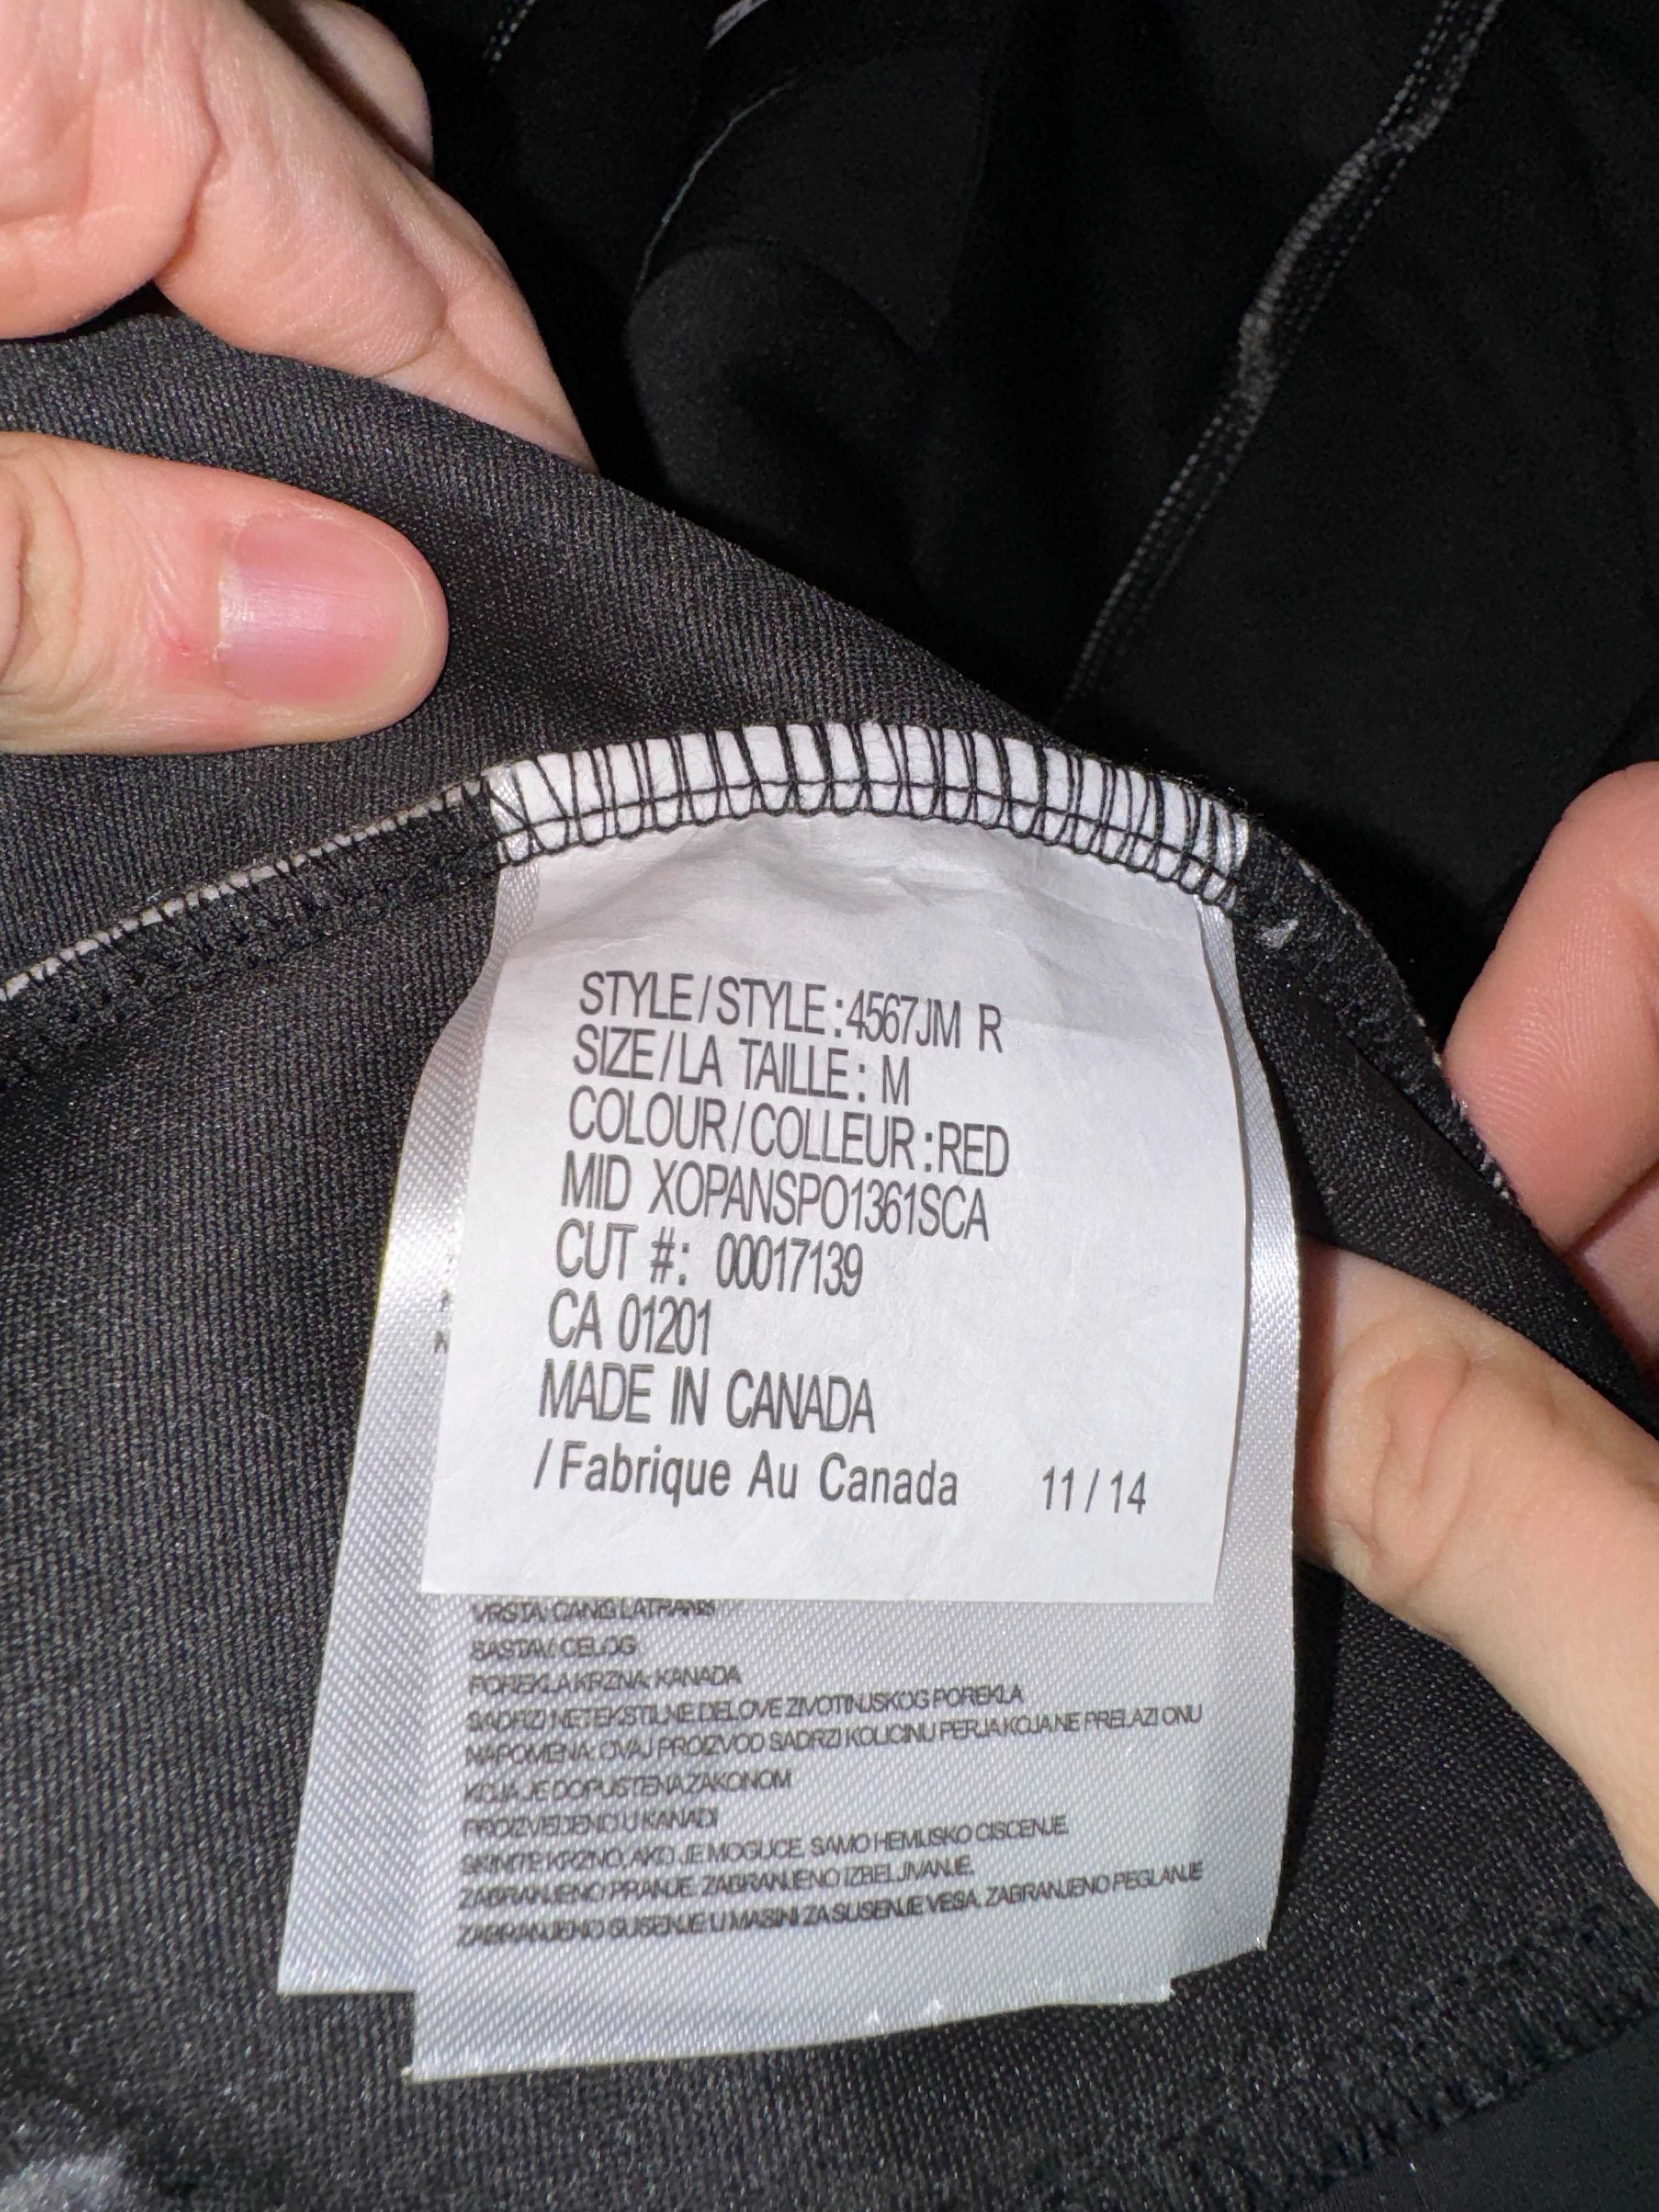 STYLE/STYLE:4567JM R
SIZE/LA TAILLE: M
COLOUR/COLLEUR:RED
MID XOPANSPO1361SCA
CUT #: 00017139
CA 01201
MADE IN CANADA
/Fabrique Au Canada 11/14
VRSTA: CANIS LATRANS
SASTAV: CELOG
POREKLA KRZNA: KANADA
SADRZI NETEKSTILNE DELOVE ZIVOTINJSKOG POREKLA
NAPOMENA: OVAJ PROIZVOD SADRZI KOLICINU PERJA KOJA NE PRELAZI ONU
KOJA JE DOPUSTENA ZAKONOM
PROIZVEDENO U KANADI
SKINITE KRZNO, AKO JE MOGUCE. SAMO HEMIJSKO CISCENJE.
ZABRANJENO PRANJE. ZABRANJENO IZBELJIVANJE.
ZABRANJENO SUSENJE U MASINI ZA SUSENJE VESA. ZABRANJENO PEGLANJE